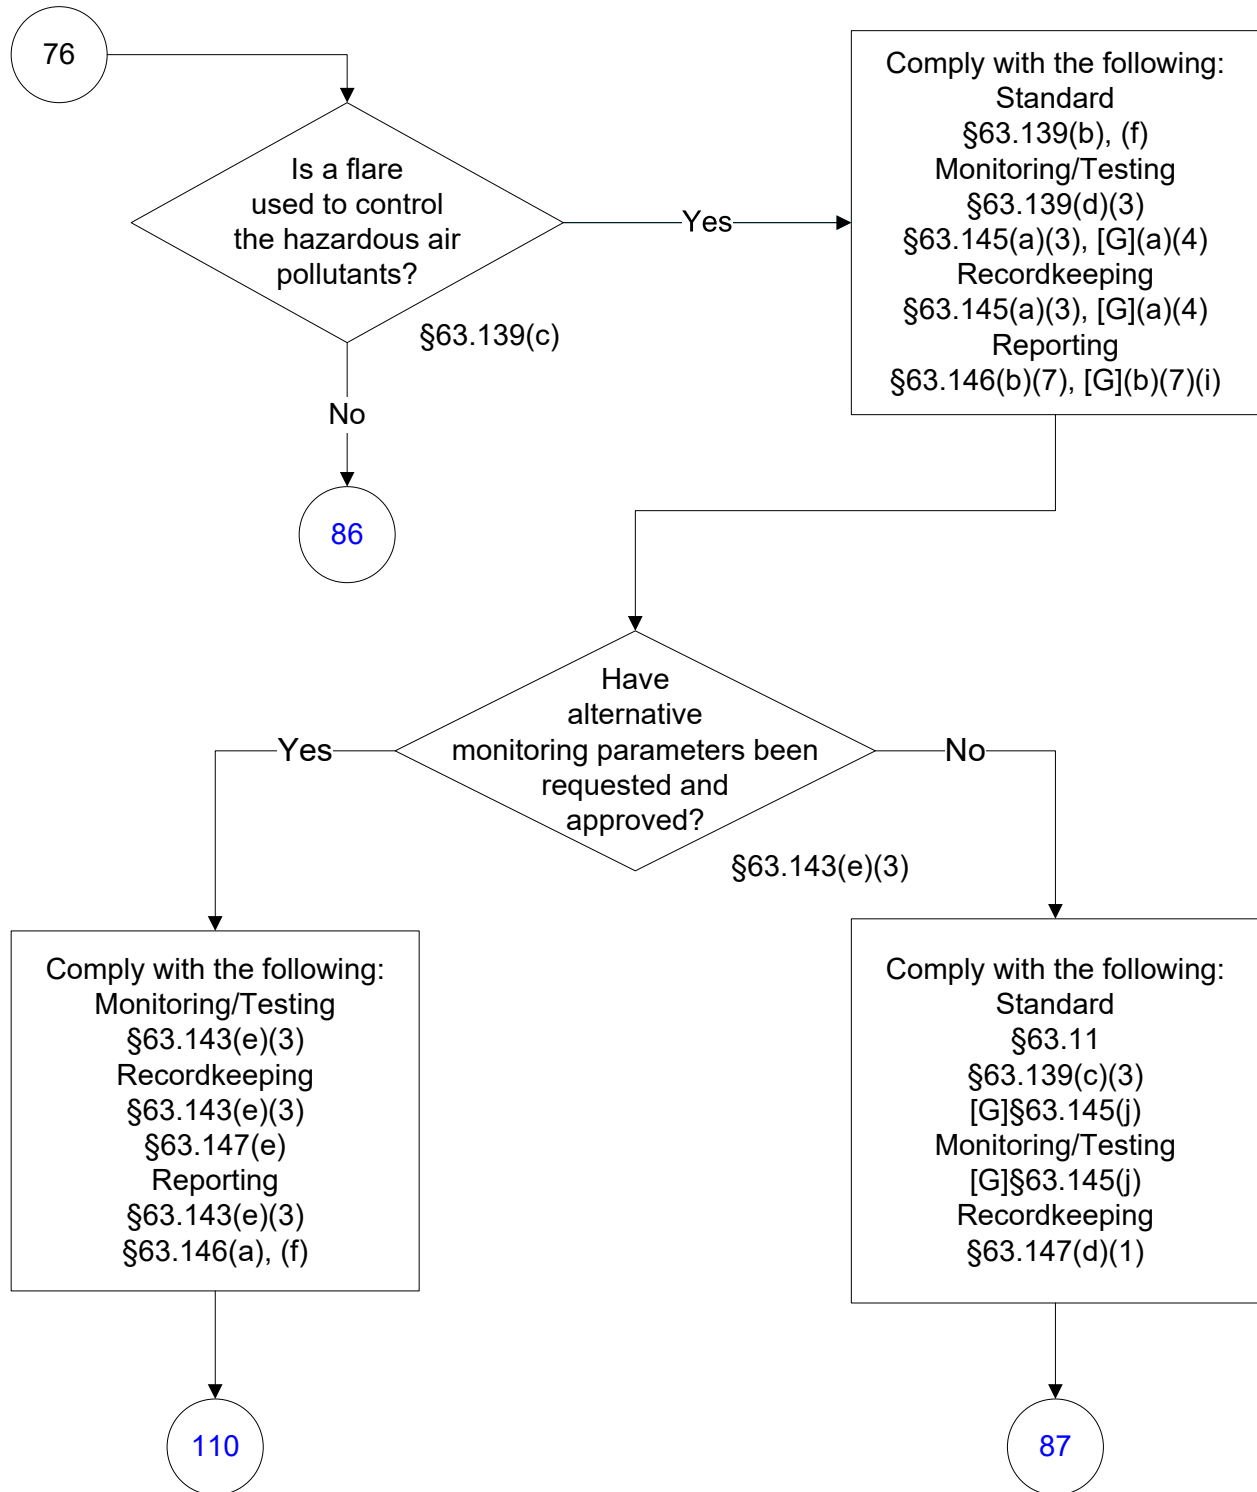 76
Is a flare
used to control
the hazardous air
pollutants?
§63.139(c)
Yes
No
86
Comply with the following:
Standard
§63.139(b), (f)
Monitoring/Testing
§63.139(d)(3)
§63.145(a)(3), [G](a)(4)
Recordkeeping
§63.145(a)(3), [G](a)(4)
Reporting
§63.146(b)(7), [G](b)(7)(i)
Have
alternative
monitoring parameters been
requested and
approved?
§63.143(e)(3)
Yes
No
Comply with the following:
Monitoring/Testing
§63.143(e)(3)
Recordkeeping
§63.143(e)(3)
§63.147(e)
Reporting
§63.143(e)(3)
§63.146(a), (f)
110
Comply with the following:
Standard
§63.11
§63.139(c)(3)
[G]§63.145(j)
Monitoring/Testing
[G]§63.145(j)
Recordkeeping
§63.147(d)(1)
87